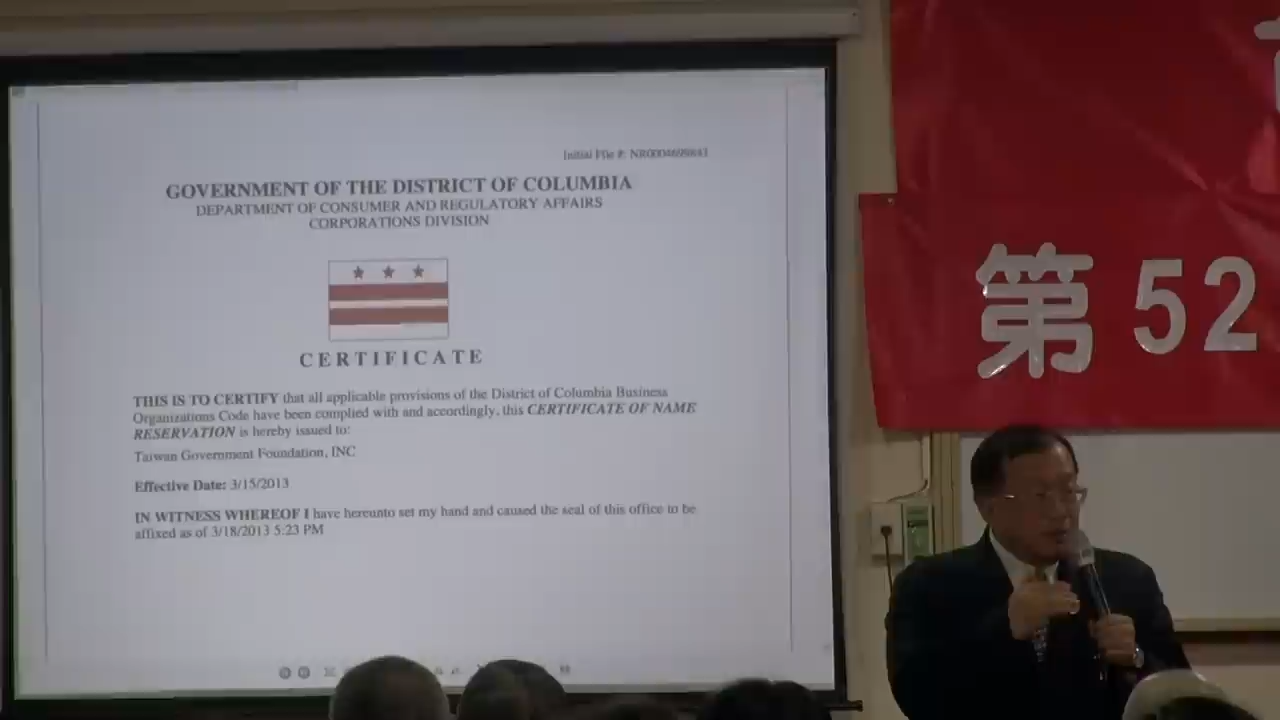 Initial File #: NR0004699843
GOVERNMENT OF THE DISTRICT OF COLUMBIA
DEPARTMENT OF CONSUMER AND REGULATORY AFFAIRS
CORPORATIONS DIVISION
CERTIFICATE
THIS IS TO CERTIFY that all applicable provisions of the District of Columbia Business
Organizations Code have been complied with and accordingly, this CERTIFICATE OF NAME
RESERVATION is hereby issued to:
Taiwan Government Foundation, INC
Effective Date: 3/15/2013
IN WITNESS WHEREOF I have hereunto set my hand and caused the seal of this office to be
affixed as of 3/18/2013 5:23 PM
第 52